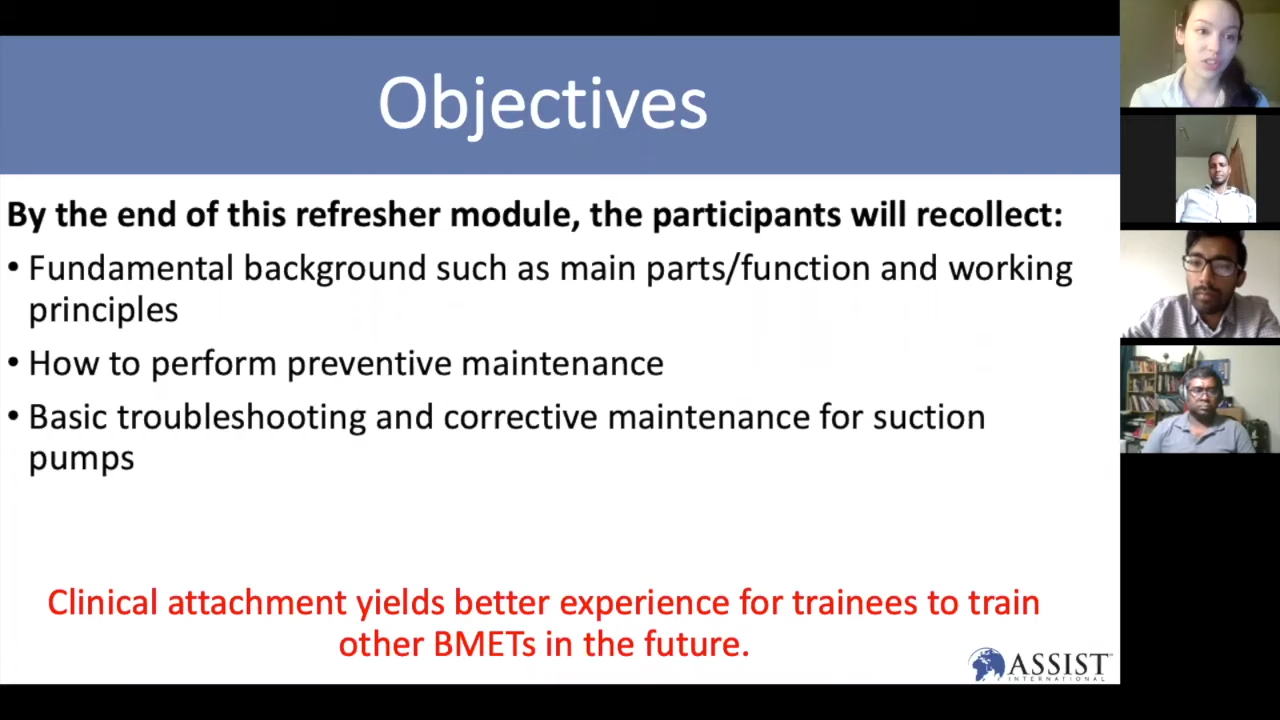 Objectives
By the end of this refresher module, the participants will recollect:
• Fundamental background such as main parts/function and working
principles
• How to perform preventive maintenance
• Basic troubleshooting and corrective maintenance for suction
pumps
Clinical attachment yields better experience for trainees to train
other BMETs in the future.
ASSIST
INTERNATIONAL